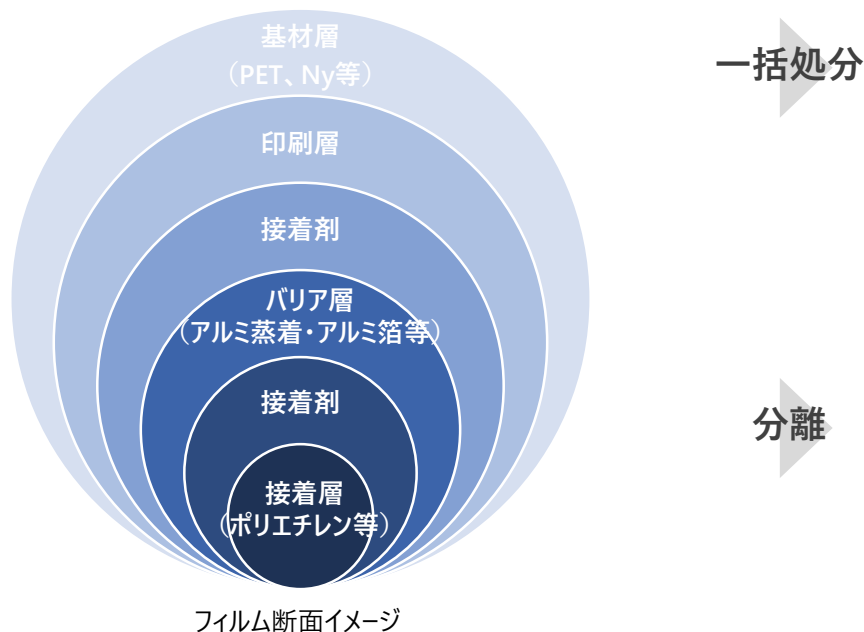 基材層
（PET、Ny等）
印刷層
接着剤
バリア層
（アルミ蒸着・アルミ箔等）
接着剤
接着層
（ポリエチレン等）
フィルム断面イメージ
一括処分
分離